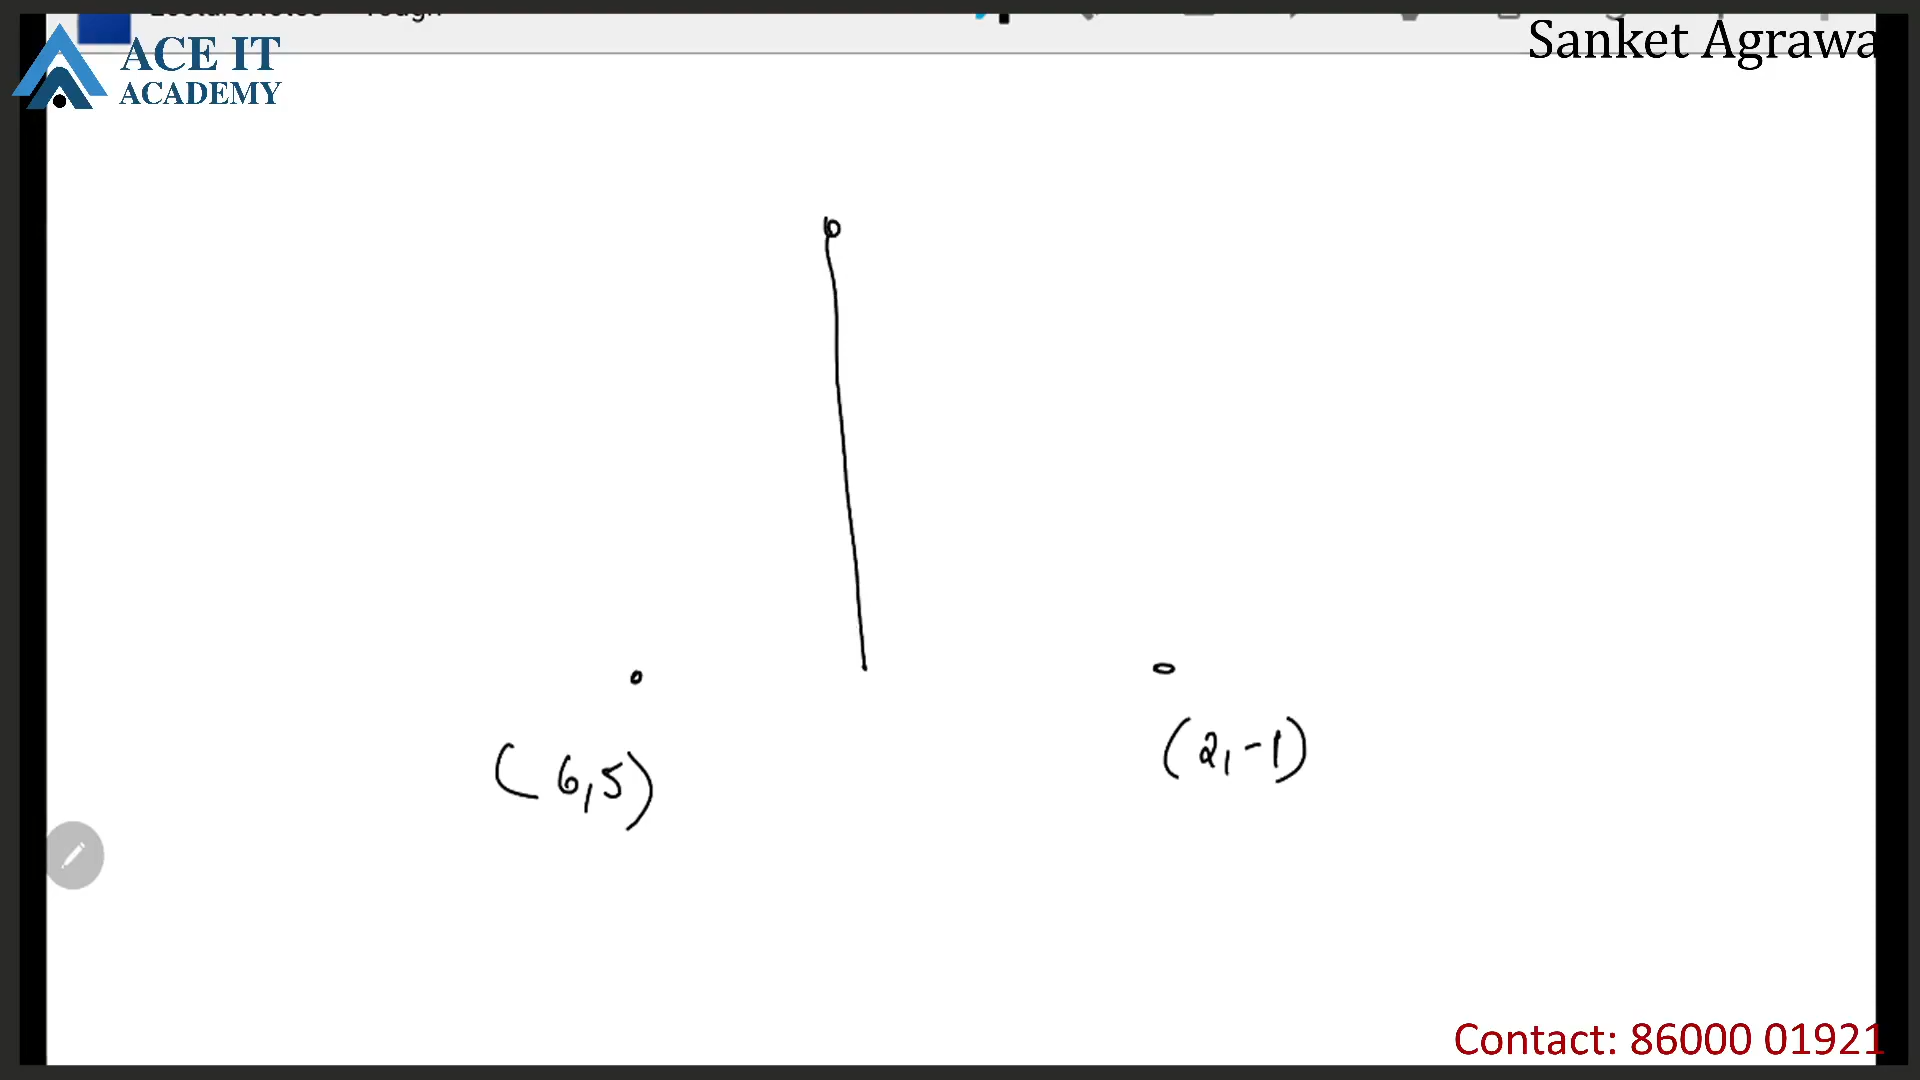 Sanket Agrawa
ACE IT
ACADEMY
(6,5)
(2,-1)
Contact: 86000 01921